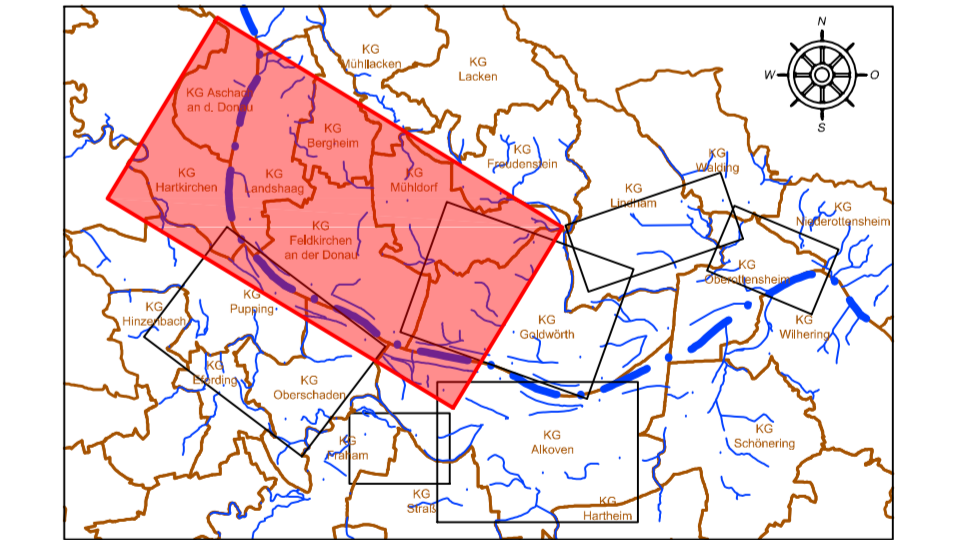 N
W
O
S
KG
Mühllacken
KG
Lacken
KG Aschach
an d. Donau
KG
Bergheim
KG
Freudenstein
KG
Walding
KG
Hartkirchen
KG
Landshaag
KG
Mühldorf
KG
Lindham
KG
Niederottensheim
KG
Feldkirchen
an der Donau
KG
Oberottensheim
KG
Hinzenbach
KG
Pupping
KG
Goldwörth
KG
Wilhering
KG
Eferding
KG
Oberschaden
KG
Fraham
KG
Alkoven
KG
Schönering
KG
Straß
KG
Hartheim